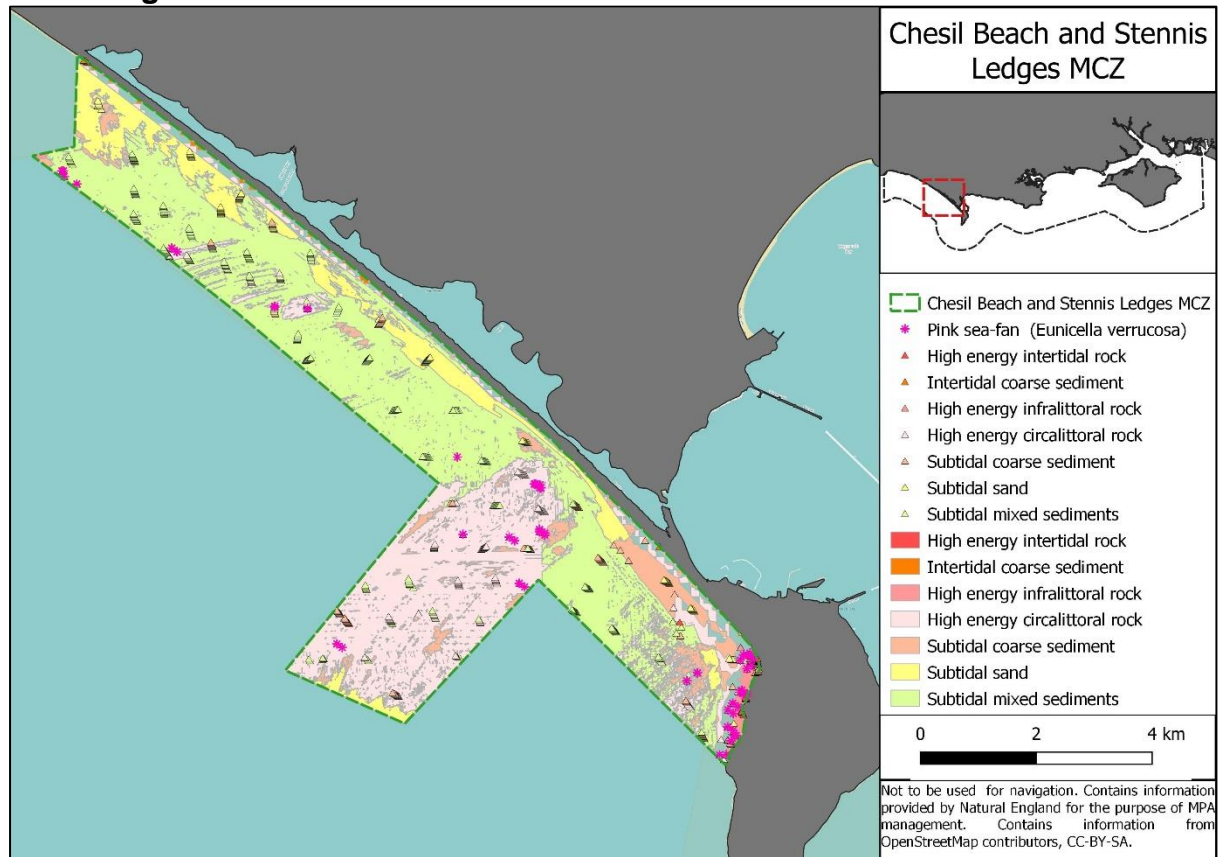 Chesil Beach and Stennis
Ledges MCZ
Chesil Beach and Stennis Ledges MCZ
Pink sea-fan (Eunicella verrucosa)
High energy intertidal rock
Intertidal coarse sediment
High energy infralittoral rock
High energy circalittoral rock
Subtidal coarse sediment
Subtidal sand
Subtidal mixed sediments
High energy intertidal rock
Intertidal coarse sediment
High energy infralittoral rock
High energy circalittoral rock
Subtidal coarse sediment
Subtidal sand
Subtidal mixed sediments
0 2 4 km
Not to be used for navigation. Contains information
provided by Natural England for the purpose of MPA
management. Contains information from
OpenStreetMap contributors, CC-BY-SA.